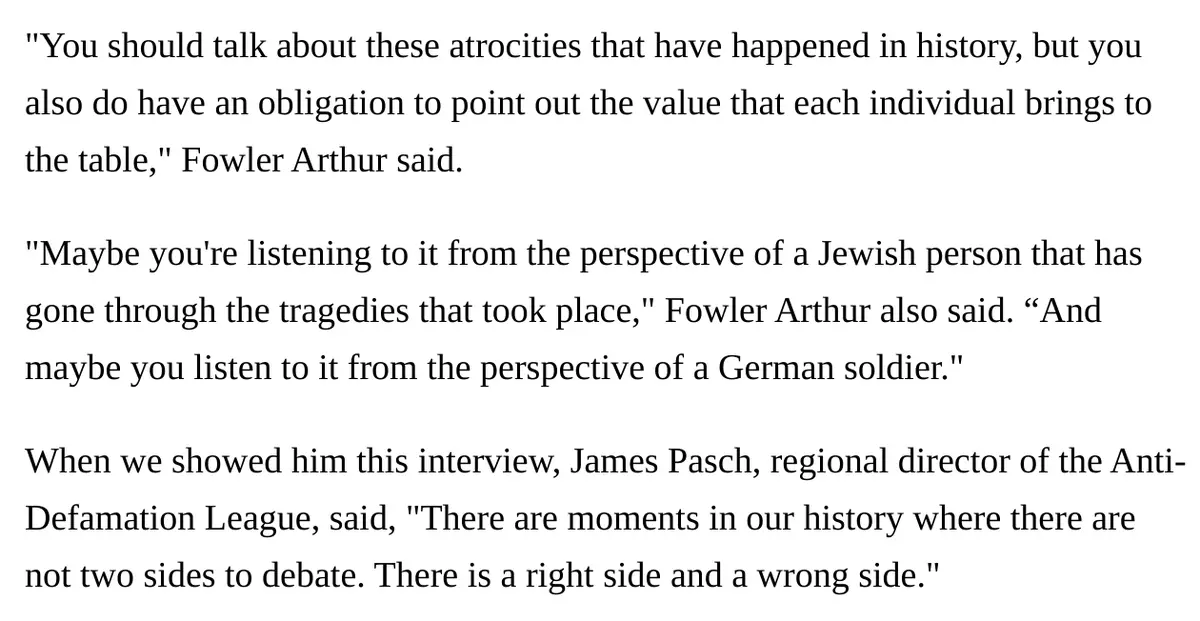 "You should talk about these atrocities that have happened in history, but you
also do have an obligation to point out the value that each individual brings to
the table," Fowler Arthur said.
"Maybe you're listening to it from the perspective of a Jewish person that has
gone through the tragedies that took place," Fowler Arthur also said. “And
maybe you listen to it from the perspective of a German soldier."
When we showed him this interview, James Pasch, regional director of the Anti-
Defamation League, said, "There are moments in our history where there are
not two sides to debate. There is a right side and a wrong side."